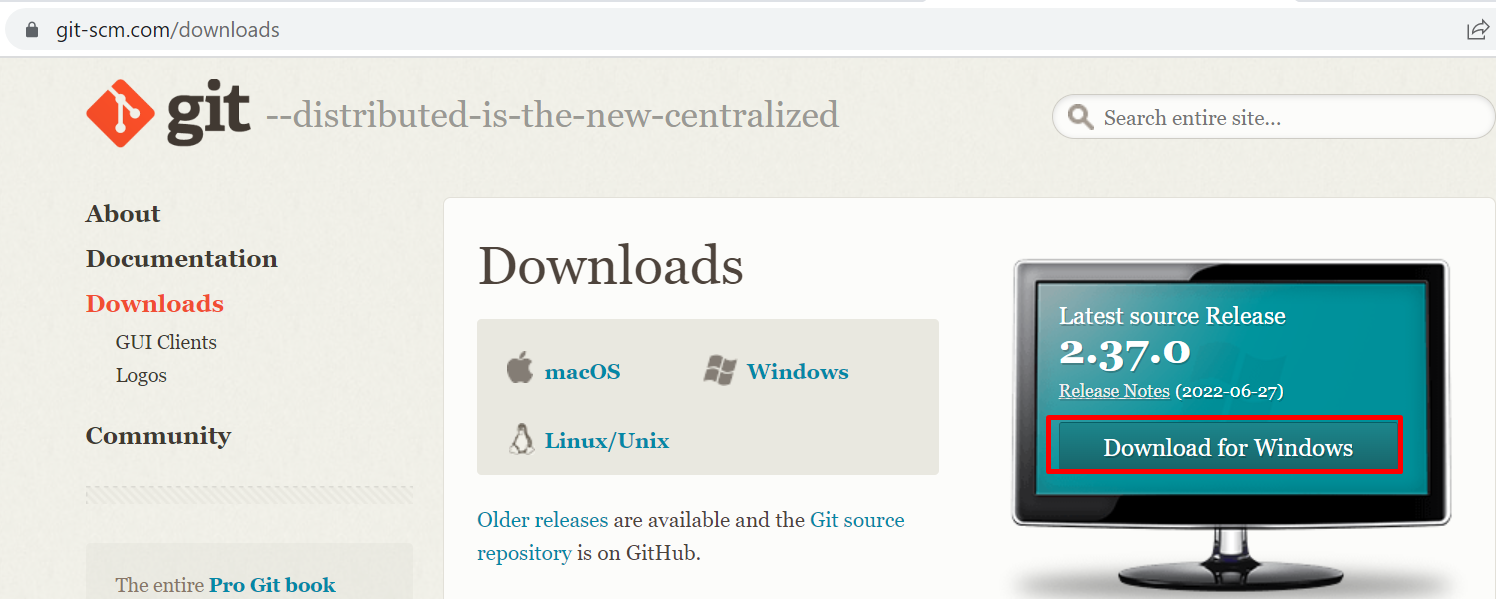 git-scm.com/downloads
git --distributed-is-the-new-centralized
Search entire site...
About
Documentation
Downloads
GUI Clients
Logos
Community
The entire Pro Git book
Downloads
macOS
Windows
Linux/Unix
Older releases are available and the Git source
repository is on GitHub.
Latest source Release
2.37.0
Release Notes (2022-06-27)
Download for Windows